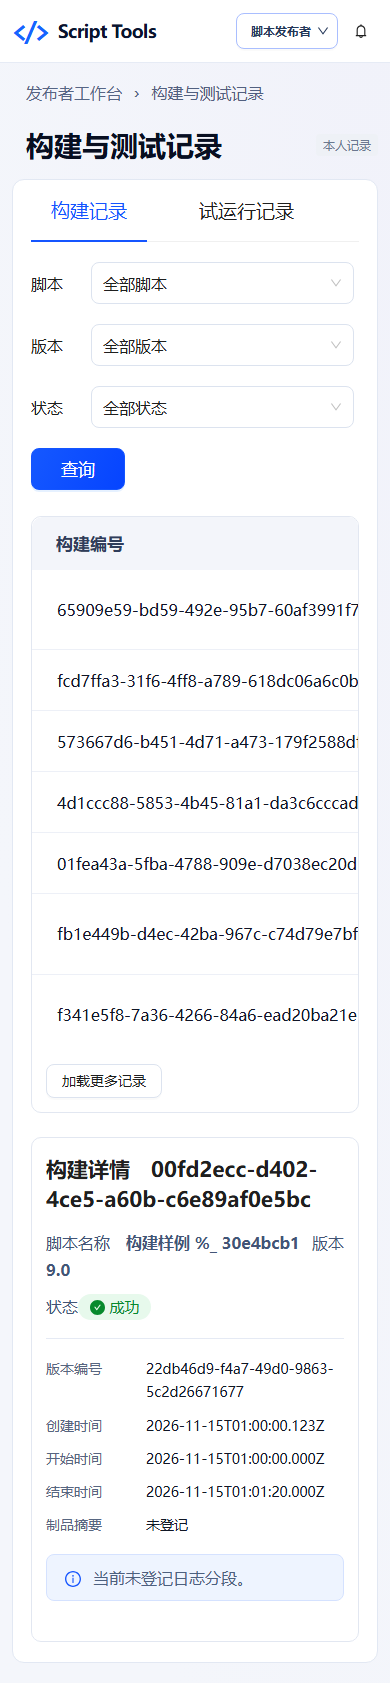 Script Tools
脚本发布者
发布者工作台 › 构建与测试记录
构建与测试记录
本人记录
构建记录 试运行记录
脚本 全部脚本
版本 全部版本
状态 全部状态
查询
构建编号
65909e59-bd59-492e-95b7-60af3991f7
fcd7ffa3-31f6-4ff8-a789-618dc06a6c0b
573667d6-b451-4d71-a473-179f2588d
4d1ccc88-5853-4b45-81a1-da3c6cccad
01fea43a-5fba-4788-909e-d7038ec20d
fb1e449b-d4ec-42ba-967c-c74d79e7bf
f341e5f8-7a36-4266-84a6-ead20ba21e
加载更多记录
构建详情 00fd2ecc-d402-
4ce5-a60b-c6e89af0e5bc
脚本名称 构建样例 %_ 30e4bcb1 版本
9.0
状态 成功
版本编号 22db46d9-f4a7-49d0-9863-
5c2d26671677
创建时间 2026-11-15T01:00:00.123Z
开始时间 2026-11-15T01:00:00.000Z
结束时间 2026-11-15T01:01:20.000Z
制品摘要 未登记
当前未登记日志分段。